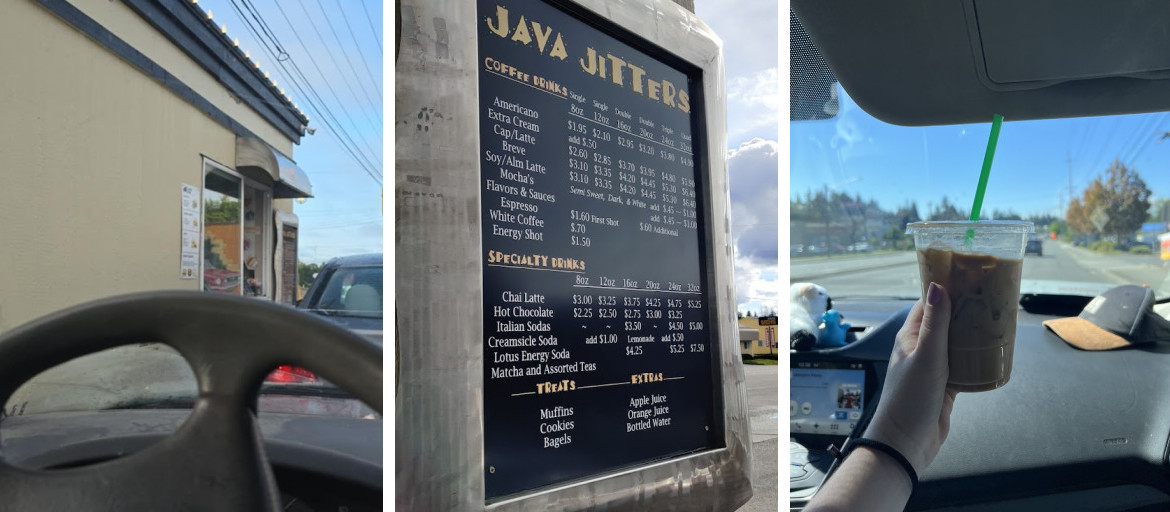 JAVA JITTERS
COFFEE DRINKS
Single Single Double Double Triple Quad
8oz 12oz 16oz 20oz 24oz 32oz
Americano $1.95 $2.10 $2.95 $3.20 $3.80 $4.90
Extra Cream add $.50
Cap/Latte $2.60 $2.85 $3.70 $3.95 $4.80
Breve $3.10 $3.35 $4.20 $4.45 $5.30
Soy/Alm Latte $3.10 $3.35 $4.20 $4.45 $5.30
Mocha's Semi Sweet, Dark, & White add $.45 – $1.00
Flavors & Sauces add $.45 – $1.00
Espresso $1.60 First Shot $.60 Additional
White Coffee $.70
Energy Shot $1.50
SPECIALTY DRINKS
8oz 12oz 16oz 20oz 24oz 32oz
Chai Latte $3.00 $3.25 $3.75 $4.25 $4.75 $5.25
Hot Chocolate $2.25 $2.50 $2.75 $3.00 $3.25
Italian Sodas ~ ~ $3.50 ~ $4.50 $5.00
Creamsicle Soda add $1.00 Lemonade add $.50
Lotus Energy Soda $4.25 $5.25 $7.50
Matcha and Assorted Teas
TREATS EXTRAS
Muffins Apple Juice
Cookies Orange Juice
Bagels Bottled Water